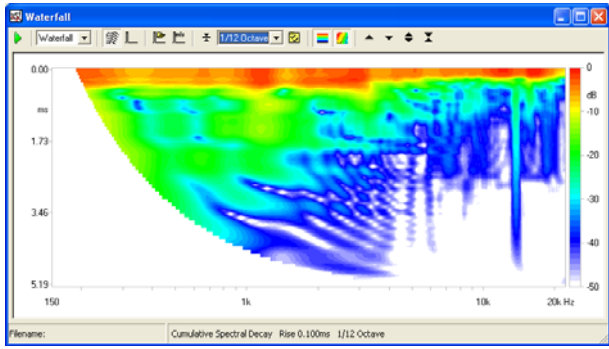 Waterfall
Waterfall 1/12 Octave
0.00
ms
1.73
3.46
5.19
150 1k 10k 20k Hz
0
dB
-10
-20
-30
-40
-50
Filename: Cumulative Spectral Decay Rise 0.100ms 1/12 Octave